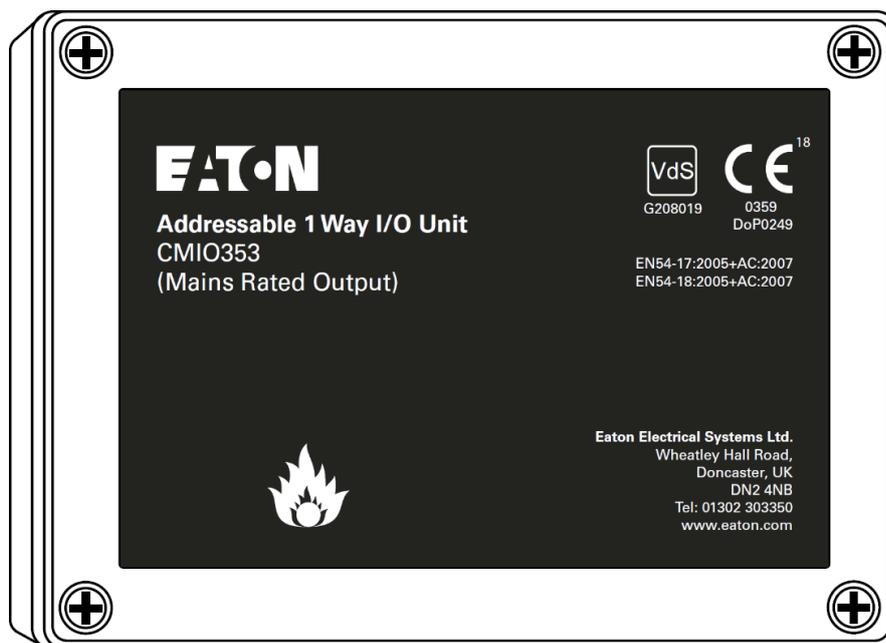 EATON
Addressable 1 Way I/O Unit
CMIO353
(Mains Rated Output)
VdS
G208019
CE
18
0359
DoP0249
EN54-17:2005+AC:2007
EN54-18:2005+AC:2007
Eaton Electrical Systems Ltd.
Wheatley Hall Road,
Doncaster, UK
DN2 4NB
Tel: 01302 303350
www.eaton.com